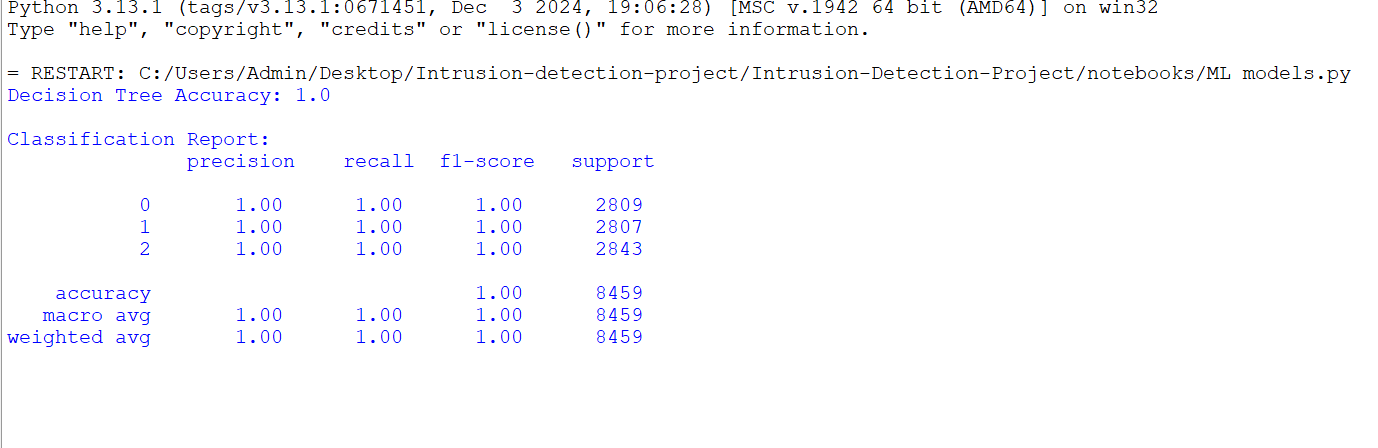 Python 3.13.1 (tags/v3.13.1:0671451, Dec  3 2024, 19:06:28) [MSC v.1942 64 bit (AMD64)] on win32
Type "help", "copyright", "credits" or "license()" for more information.
= RESTART: C:/Users/Admin/Desktop/Intrusion-detection-project/Intrusion-Detection-Project/notebooks/ML models.py
Decision Tree Accuracy: 1.0
Classification Report:
precision    recall  f1-score   support
0       1.00      1.00      1.00      2809
1       1.00      1.00      1.00      2807
2       1.00      1.00      1.00      2843
accuracy                           1.00      8459
macro avg       1.00      1.00      1.00      8459
weighted avg       1.00      1.00      1.00      8459